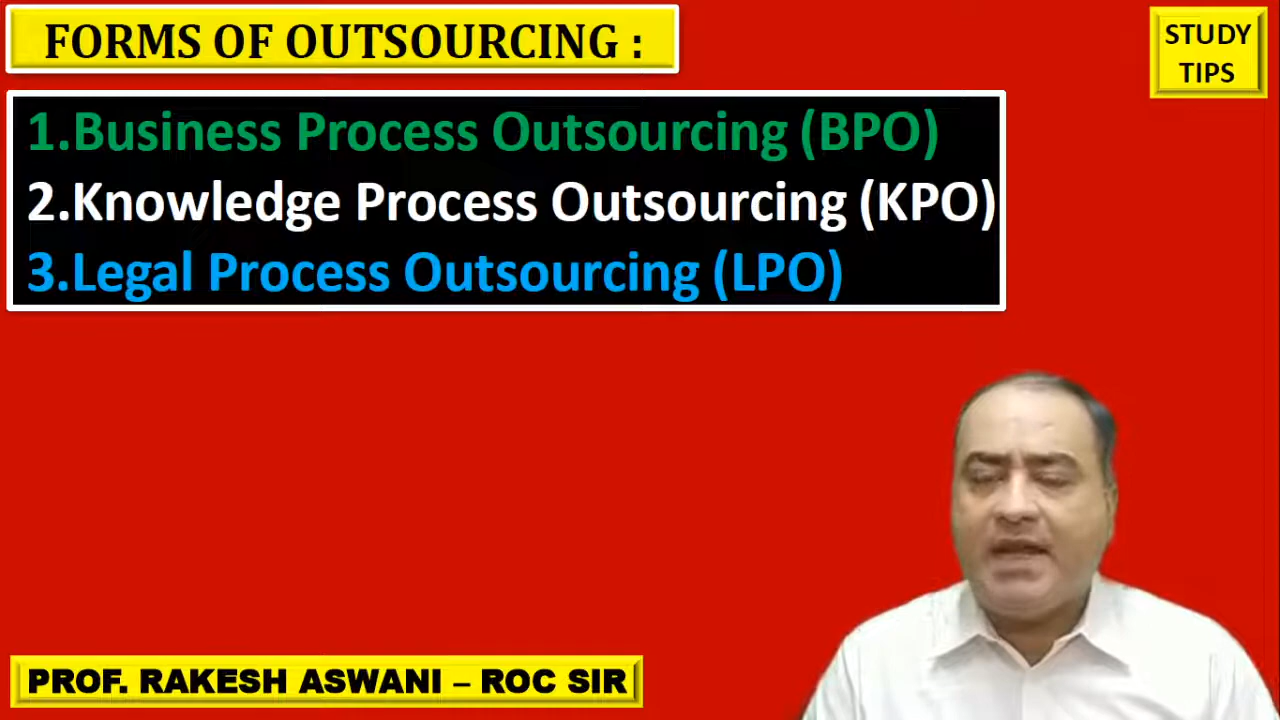 FORMS OF OUTSOURCING :
STUDY
TIPS
1.Business Process Outsourcing (BPO)
2.Knowledge Process Outsourcing (KPO)
3.Legal Process Outsourcing (LPO)
PROF. RAKESH ASWANI – ROC SIR